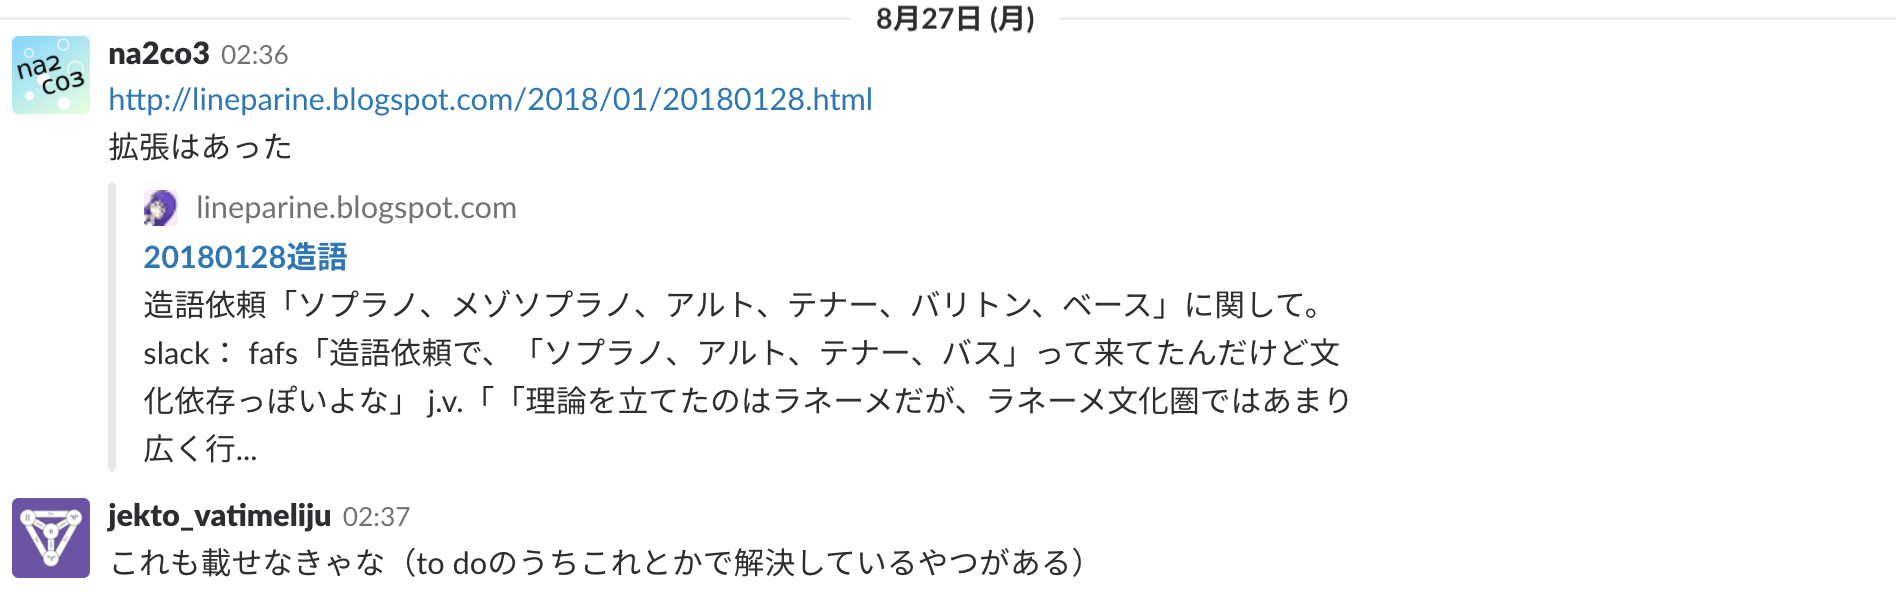 8月27日 (月)
na2co3
na2co3 02:36
http://lineparine.blogspot.com/2018/01/20180128.html
拡張はあった
lineparine.blogspot.com
20180128造語
造語依頼「ソプラノ、メゾソプラノ、アルト、テナー、バリトン、ベース」に関して。
slack： fafs「造語依頼で、「ソプラノ、アルト、テナー、バス」って来てたんだけど文
化依存っぽいよな」 j.v.「「理論を立てたのはラネーメだが、ラネーメ文化圏ではあまり
広く行...
jekto_vatimeliju 02:37
これも載せなきゃな（to doのうちこれとかで解決しているやつがある）